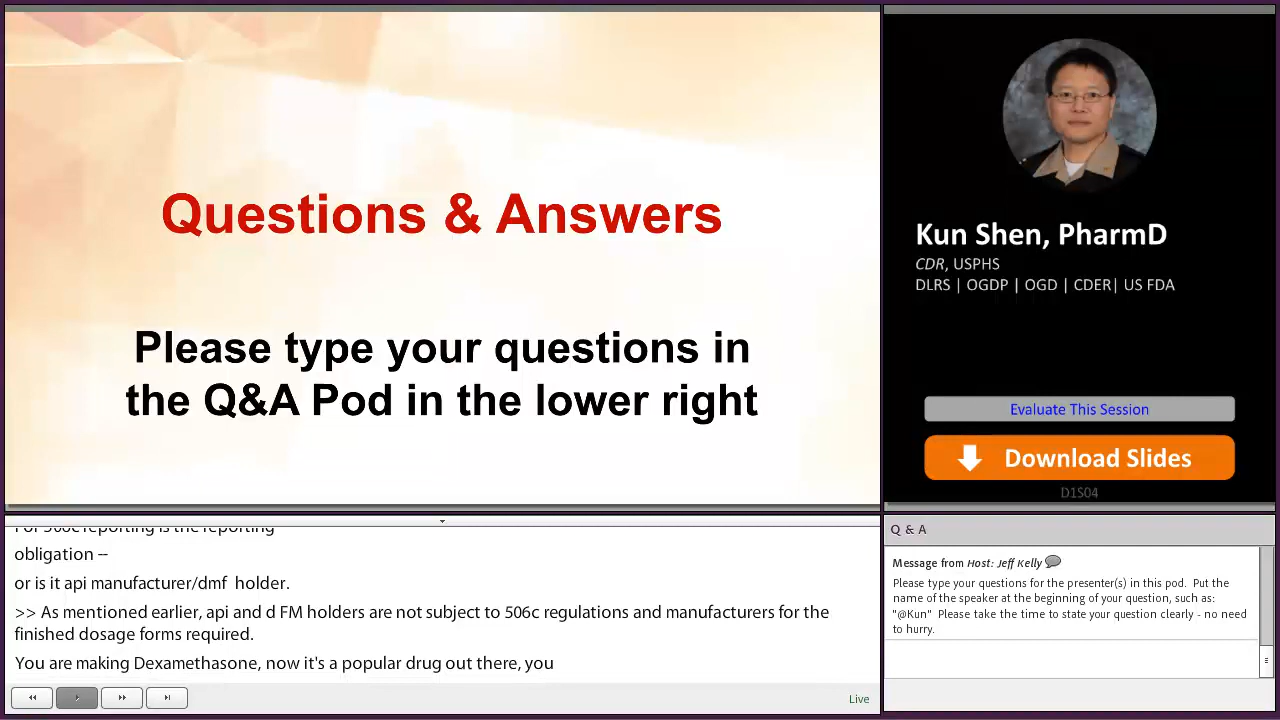 Questions & Answers
Please type your questions in
the Q&A Pod in the lower right
Kun Shen, PharmD
CDR, USPHS
DLRS | OGDP | OGD | CDER| US FDA
Evaluate This Session
Download Slides
D1S04
For 506c reporting is the reporting
obligation --
or is it api manufacturer/dmf holder.
>> As mentioned earlier, api and d FM holders are not subject to 506c regulations and manufacturers for the
finished dosage forms required.
You are making Dexamethasone, now it's a popular drug out there, you
Live
Q & A
Message from Host: Jeff Kelly
Please type your questions for the presenter(s) in this pod. Put the
name of the speaker at the beginning of your question, such as:
"@Kun" Please take the time to state your question clearly - no need
to hurry.